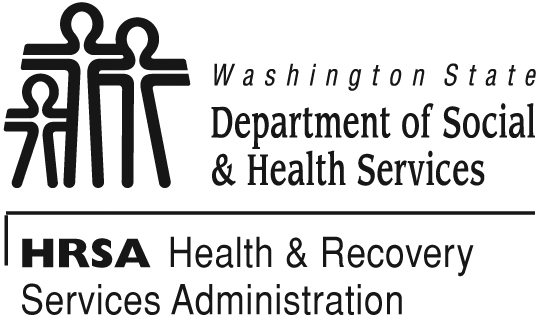 Washington State
Department of Social
& Health Services
HRSA Health & Recovery
Services Administration